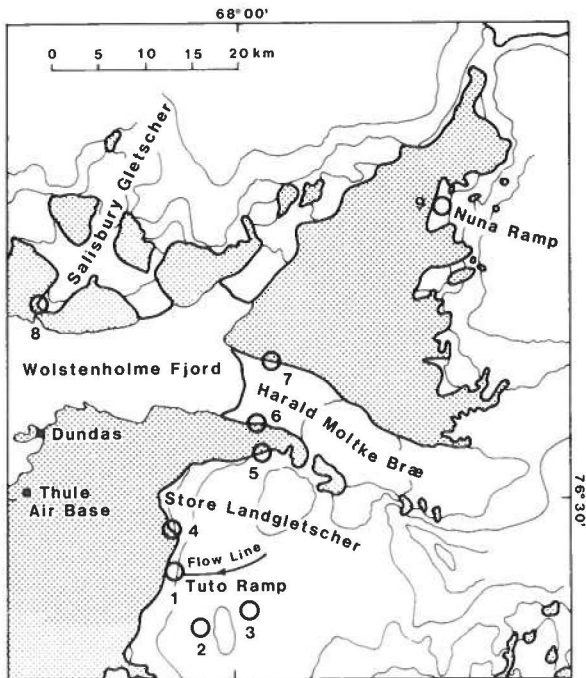 68° 00'
0 5 10 15 20 km
Salisbury Gletscher
Nuna Ramp
8
Wolstenholme Fjord
7
Harald Moltke Bræ
6
Dundas
5
Thule
Air Base
76° 30'
Store Landgletscher
4
Flow Line
Tuto Ramp
1
3
2